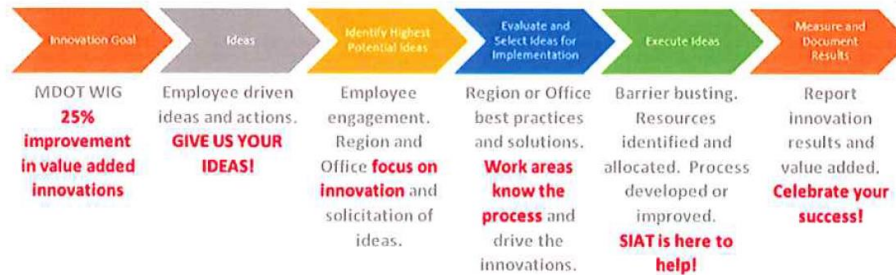 Innovation Goal
Ideas
Identify Highest
Potential Ideas
Evaluate and
Select Ideas for
Implementation
Execute Ideas
Measure and
Document
Results
MDOT WIG
25%
improvement
in value added
innovations
Employee driven
ideas and actions.
GIVE US YOUR
IDEAS!
Employee
engagement.
Region and
Office focus on
innovation and
solicitation of
ideas.
Region or Office
best practices
and solutions.
Work areas
know the
process and
drive the
innovations.
Barrier busting.
Resources
identified and
allocated. Process
developed or
improved.
SIAT is here to
help!
Report
innovation
results and
value added.
Celebrate your
success!